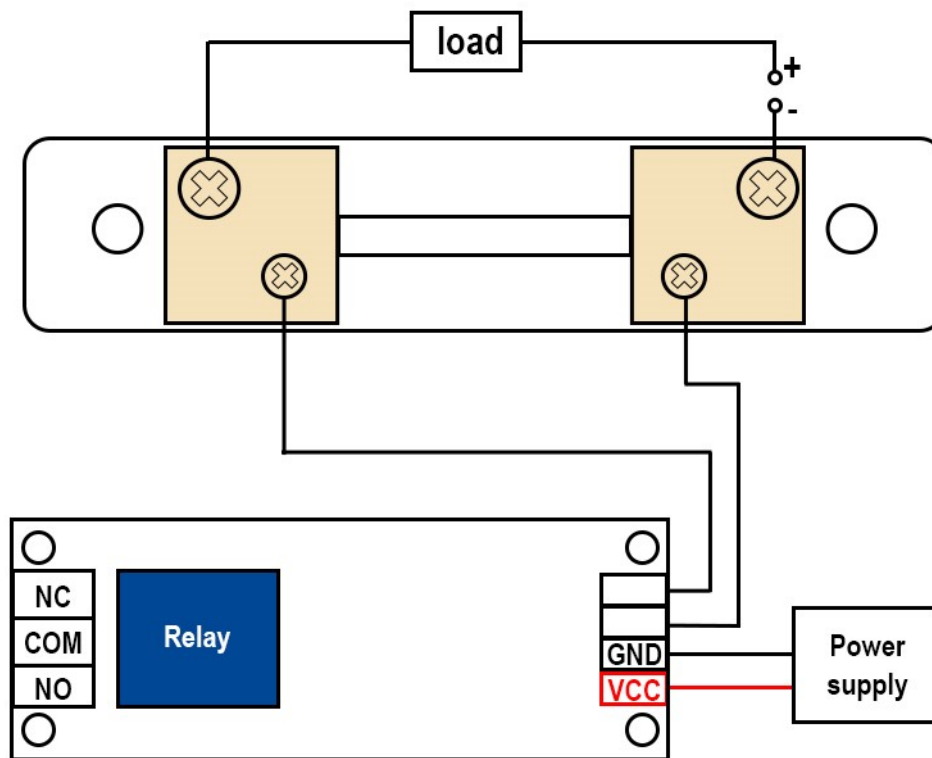 load
+
-
NC
COM
NO
Relay
GND
VCC
Power
supply